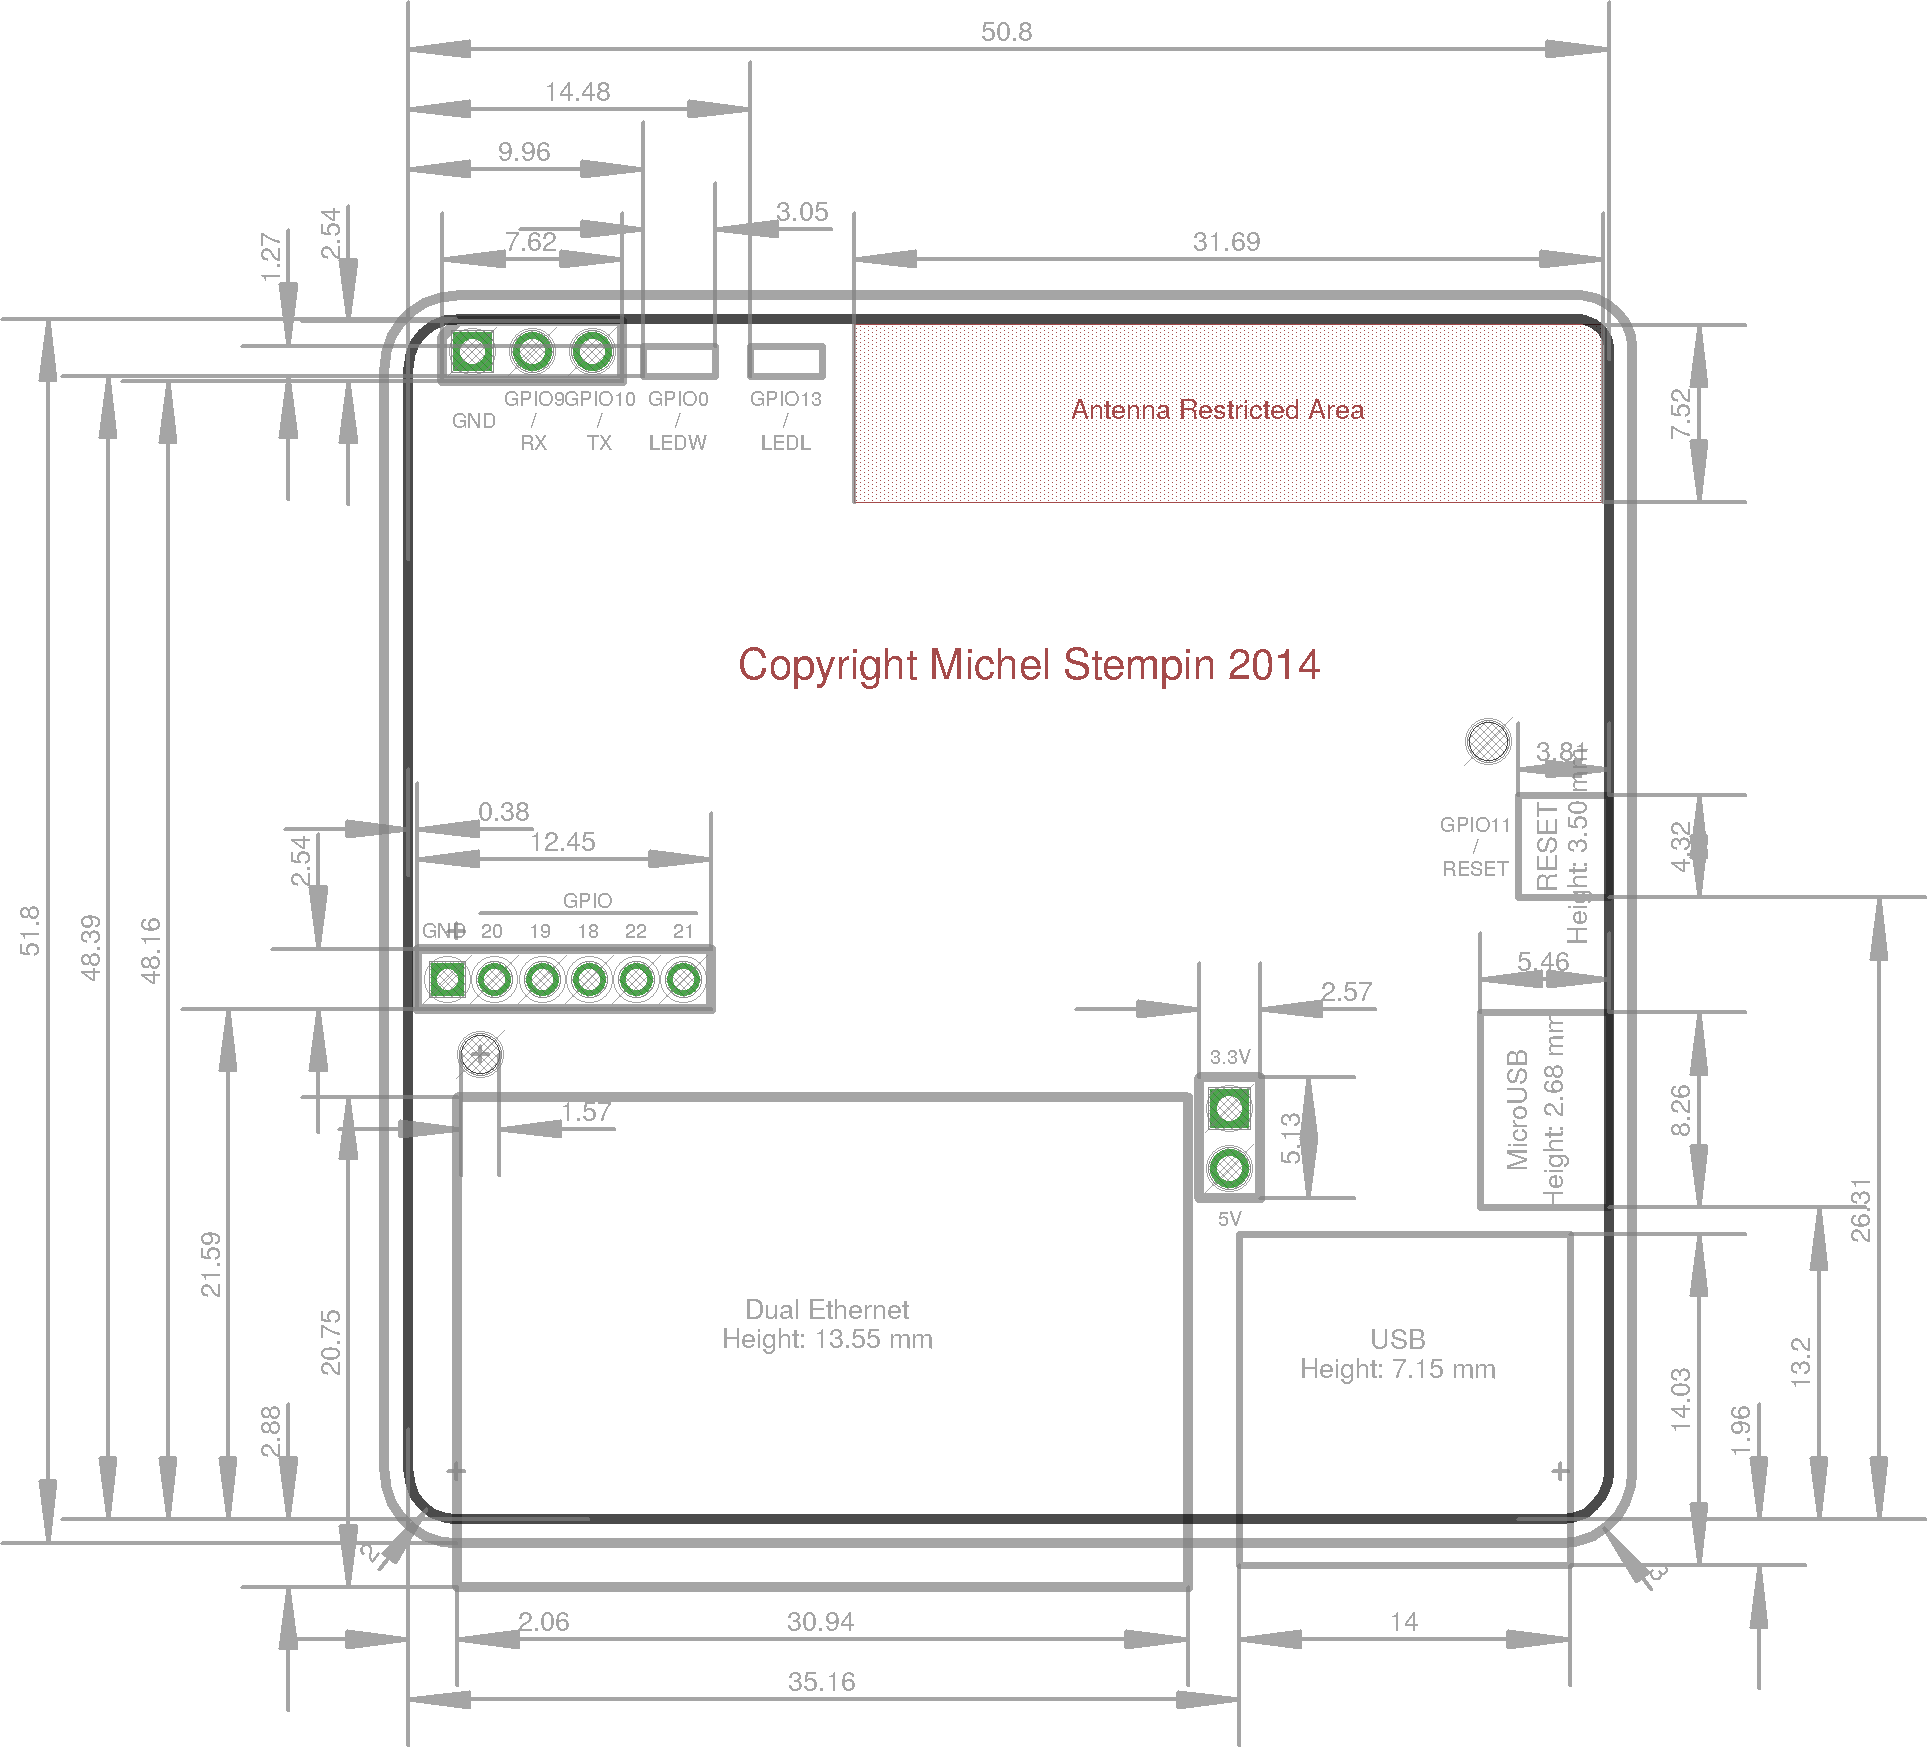 50.8
14.48
9.96
3.05
2.54
1.27
7.62
31.69
GND
GPIO9
/
RX
GPIO10
/
TX
GPIO0
/
LEDW
GPIO13
/
LEDL
Antenna Restricted Area
7.52
Copyright Michel Stempin 2014
3.81
RESET
Height: 3.50 mm
GPIO11
/
RESET
4.32
0.38
12.45
2.54
GPIO
GND
+
20
19
18
22
21
51.8
48.39
48.16
5.46
MicroUSB
Height: 2.68 mm
8.26
2.57
3.3V
5.13
5V
1.57
26.31
21.59
20.75
2.88
Dual Ethernet
Height: 13.55 mm
USB
Height: 7.15 mm
14.03
13.2
1.96
2
3
2.06
30.94
14
35.16